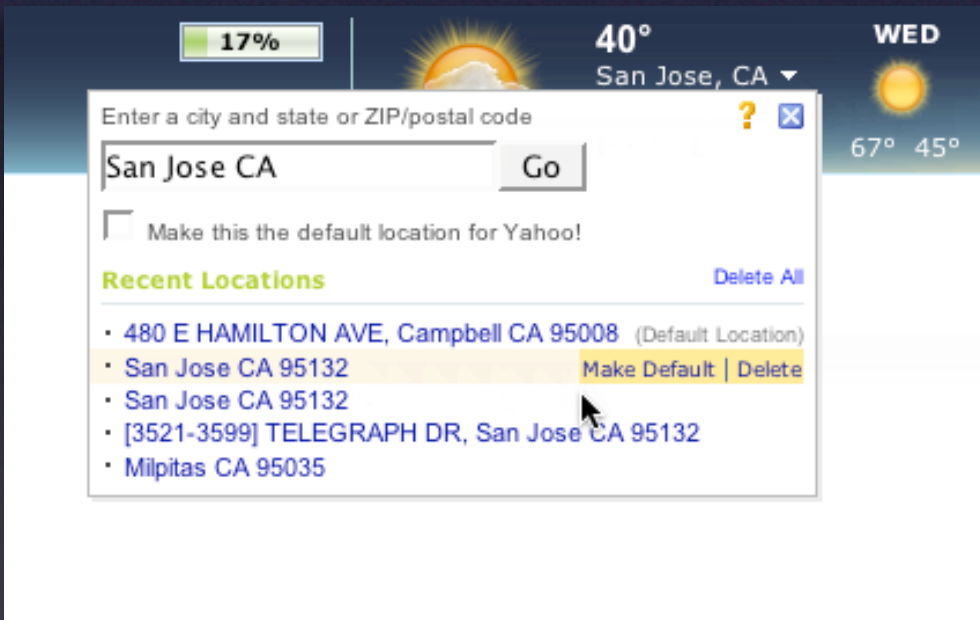 17%
40°
San Jose, CA
WED
67° 45°
Enter a city and state or ZIP/postal code
?
San Jose CA
Go
Make this the default location for Yahoo!
Recent Locations
Delete All
· 480 E HAMILTON AVE, Campbell CA 95008 (Default Location)
· San Jose CA 95132 Make Default | Delete
· San Jose CA 95132
· [3521-3599] TELEGRAPH DR, San Jose CA 95132
· Milpitas CA 95035